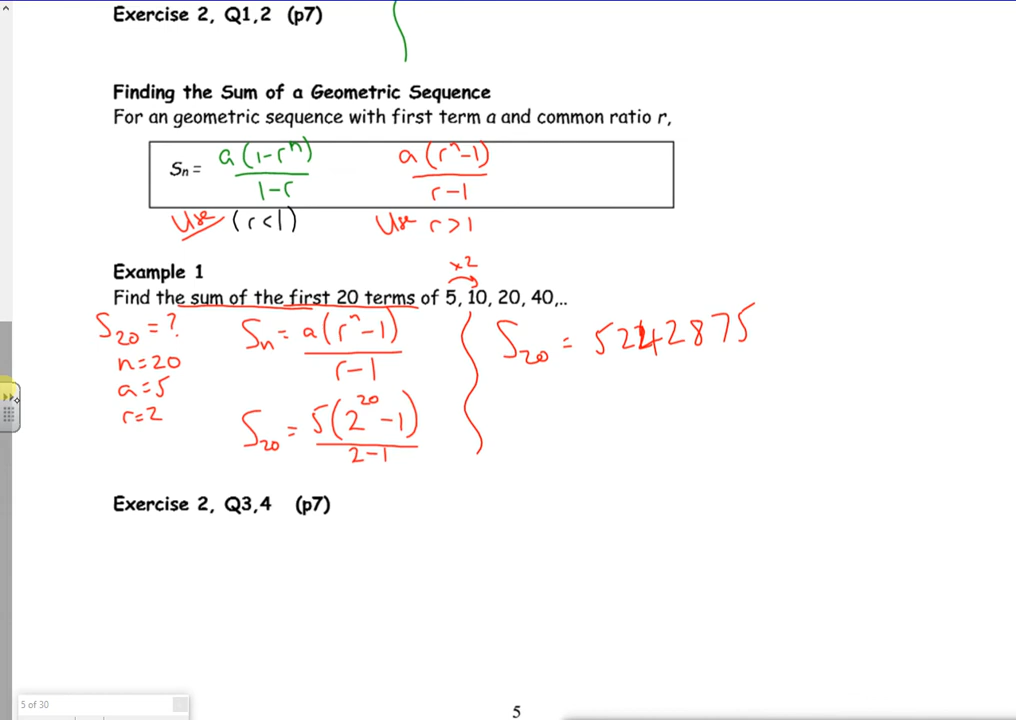 Exercise 2, Q1,2 (p7)
Finding the Sum of a Geometric Sequence
For an geometric sequence with first term a and common ratio r,
Sn = a(1-r^n)/(1-r)    a(r^n-1)/(r-1)
Use (r<1)    Use r>1
Example 1
×2
Find the sum of the first 20 terms of 5, 10, 20, 40,..
S20 = ?
n=20
a=5
r=2
Sn = a(r^n-1)/(r-1)
S20 = 5(2^20-1)/(2-1)
S20 = 5242875
Exercise 2, Q3,4 (p7)
5 of 30
5